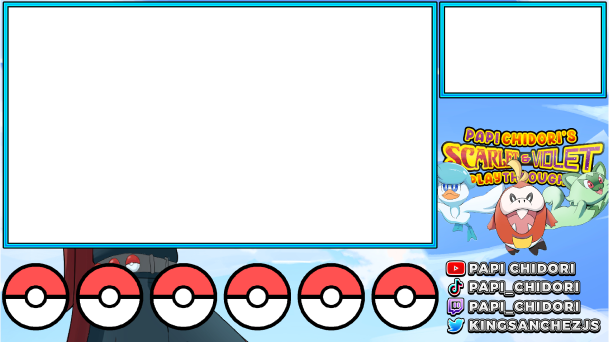 PAPI CHIDORI'S
SCARLET & VIOLET
PLAYTHROUGH
PAPI CHIDORI
PAPI_CHIDORI
PAPI_CHIDORI
KINGSANCHEZJS